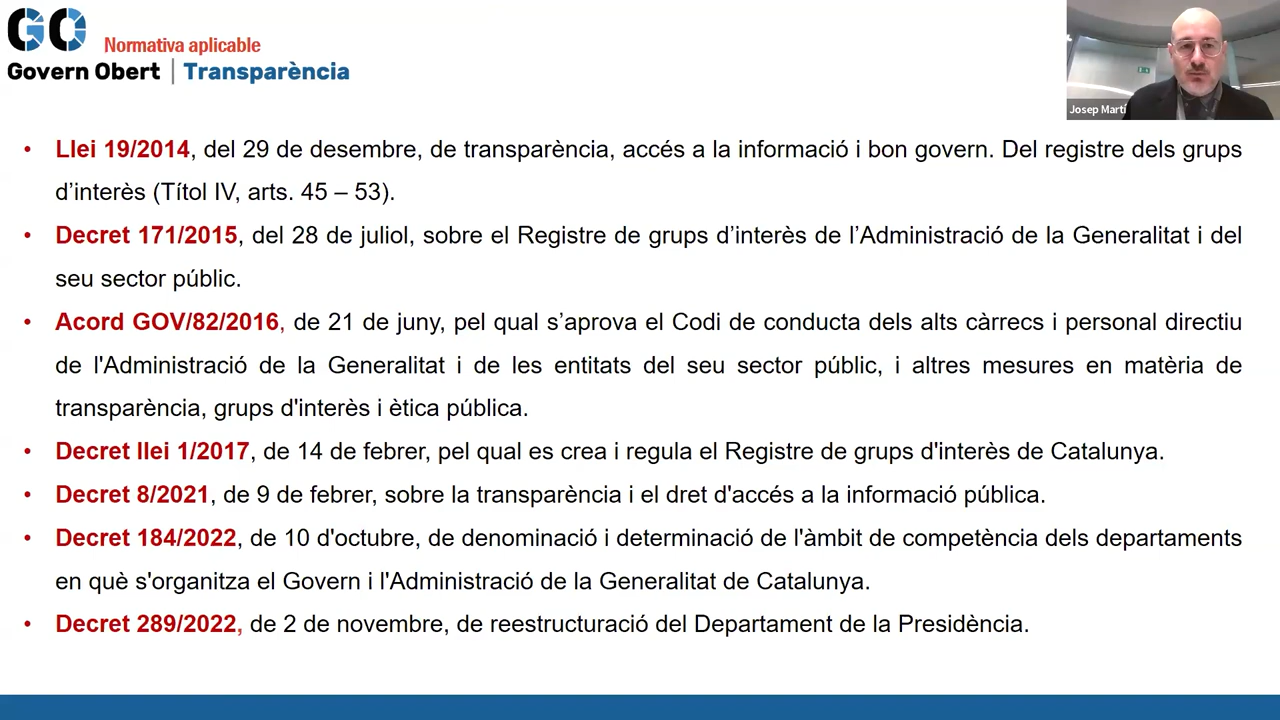 GO
Normativa aplicable
Govern Obert | Transparència
Josep Martí
• Llei 19/2014, del 29 de desembre, de transparència, accés a la informació i bon govern. Del registre dels grups
d’interès (Títol IV, arts. 45 – 53).
• Decret 171/2015, del 28 de juliol, sobre el Registre de grups d’interès de l’Administració de la Generalitat i del
seu sector públic.
• Acord GOV/82/2016, de 21 de juny, pel qual s’aprova el Codi de conducta dels alts càrrecs i personal directiu
de l'Administració de la Generalitat i de les entitats del seu sector públic, i altres mesures en matèria de
transparència, grups d'interès i ètica pública.
• Decret llei 1/2017, de 14 de febrer, pel qual es crea i regula el Registre de grups d'interès de Catalunya.
• Decret 8/2021, de 9 de febrer, sobre la transparència i el dret d'accés a la informació pública.
• Decret 184/2022, de 10 d'octubre, de denominació i determinació de l'àmbit de competència dels departaments
en què s'organitza el Govern i l'Administració de la Generalitat de Catalunya.
• Decret 289/2022, de 2 de novembre, de reestructuració del Departament de la Presidència.